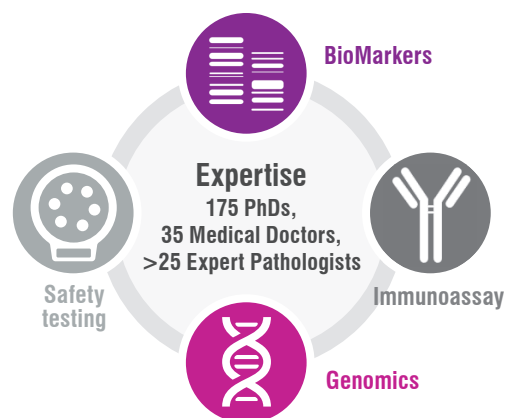 BioMarkers
Expertise
175 PhDs,
35 Medical Doctors,
>25 Expert Pathologists
Safety
testing
Immunoassay
Genomics